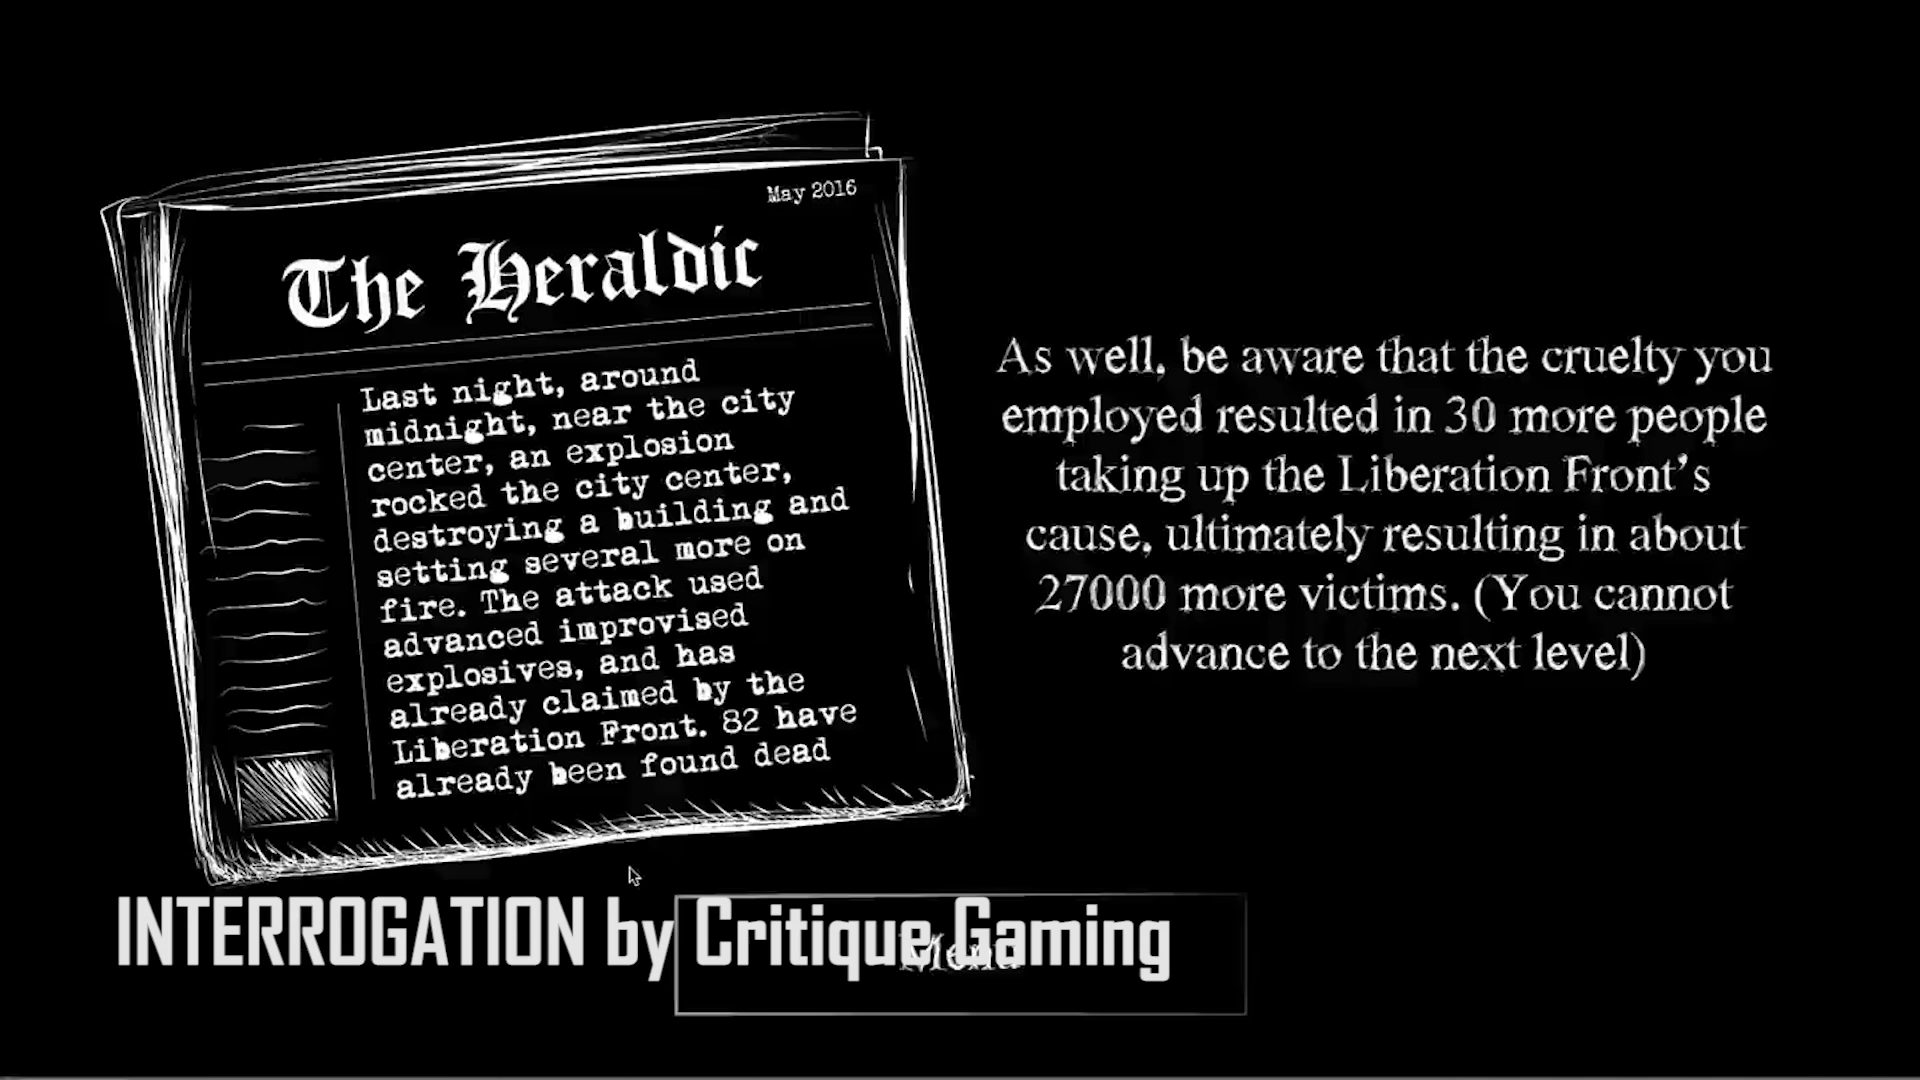 May 2016
The Heraldic
Last night, around
midnight, near the city
center, an explosion
rocked the city center,
destroying a building and
setting several more on
fire. The attack used
advanced improvised
explosives, and has
already claimed by the
Liberation Front. 82 have
already been found dead
As well, be aware that the cruelty you
employed resulted in 30 more people
taking up the Liberation Front's
cause, ultimately resulting in about
27000 more victims. (You cannot
advance to the next level)
Menu
INTERROGATION by Critique Gaming